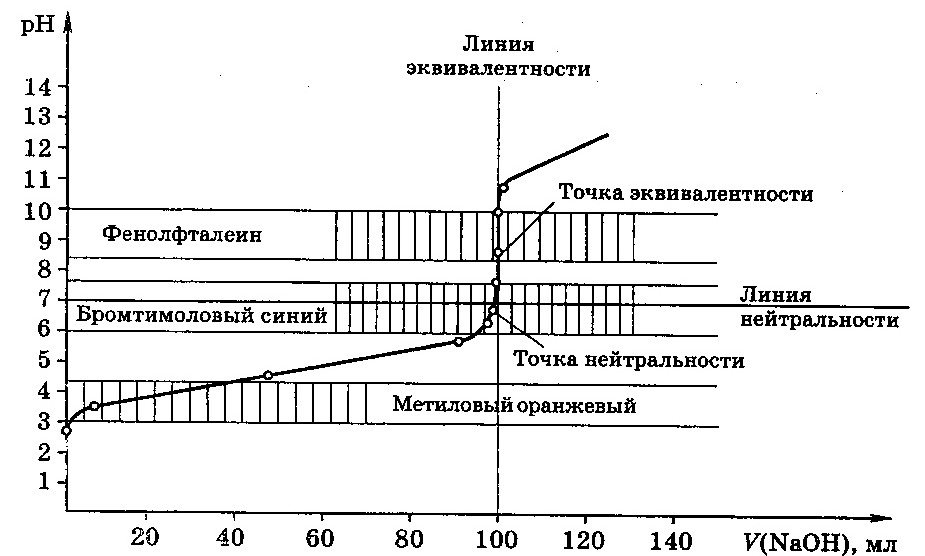 pH
Линия
эквивалентности
14
13
12
11
10
9
8
7
6
5
4
3
2
1
Точка эквивалентности
Фенолфталеин
Линия
нейтральности
Бромтимоловый синий
Точка нейтральности
Метиловый оранжевый
20 40 60 80 100 120 140 V(NaOH), мл